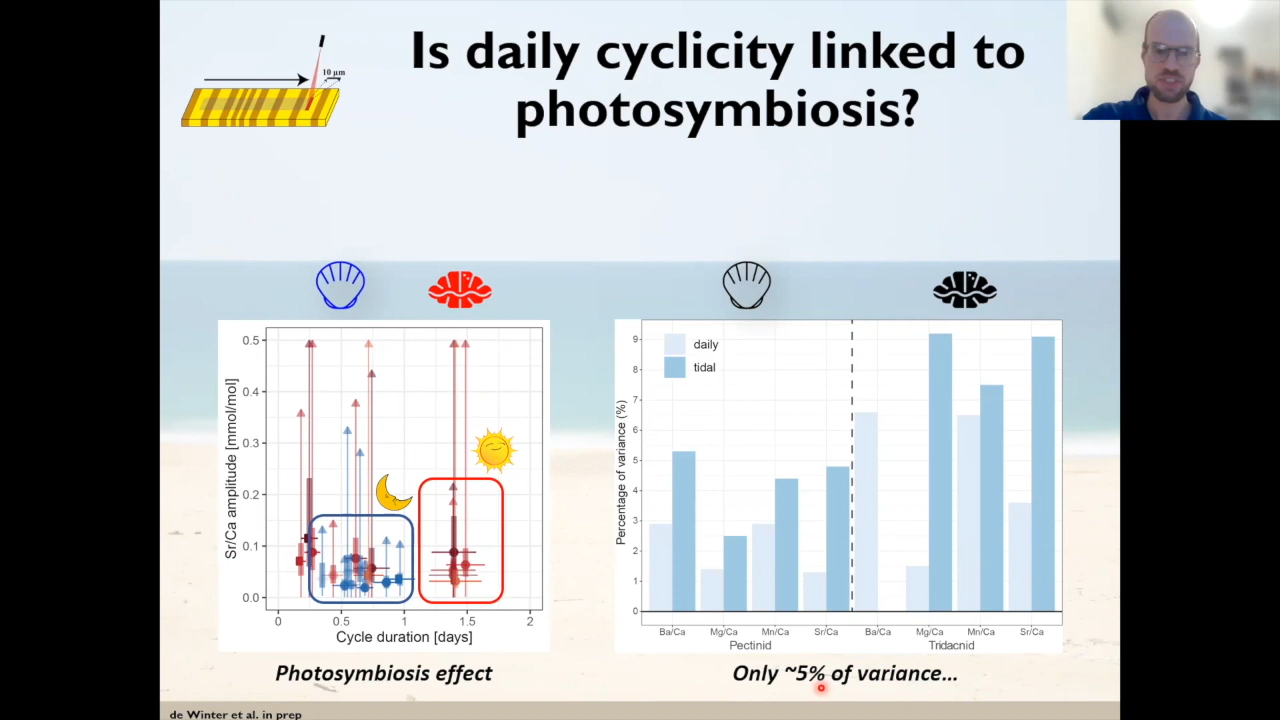 Is daily cyclicity linked to
photosymbiosis?
10 µm
Sr/Ca amplitude [mmol/mol]
0.5
0.4
0.3
0.2
0.1
0.0
0
0.5
1
1.5
2
Cycle duration [days]
Photosymbiosis effect
Percentage of variance (%)
9
8
7
6
5
4
3
2
1
0
daily
tidal
Ba/Ca
Mg/Ca
Mn/Ca
Sr/Ca
Ba/Ca
Mg/Ca
Mn/Ca
Sr/Ca
Pectinid
Tridacnid
Only ~5% of variance...
de Winter et al. in prep